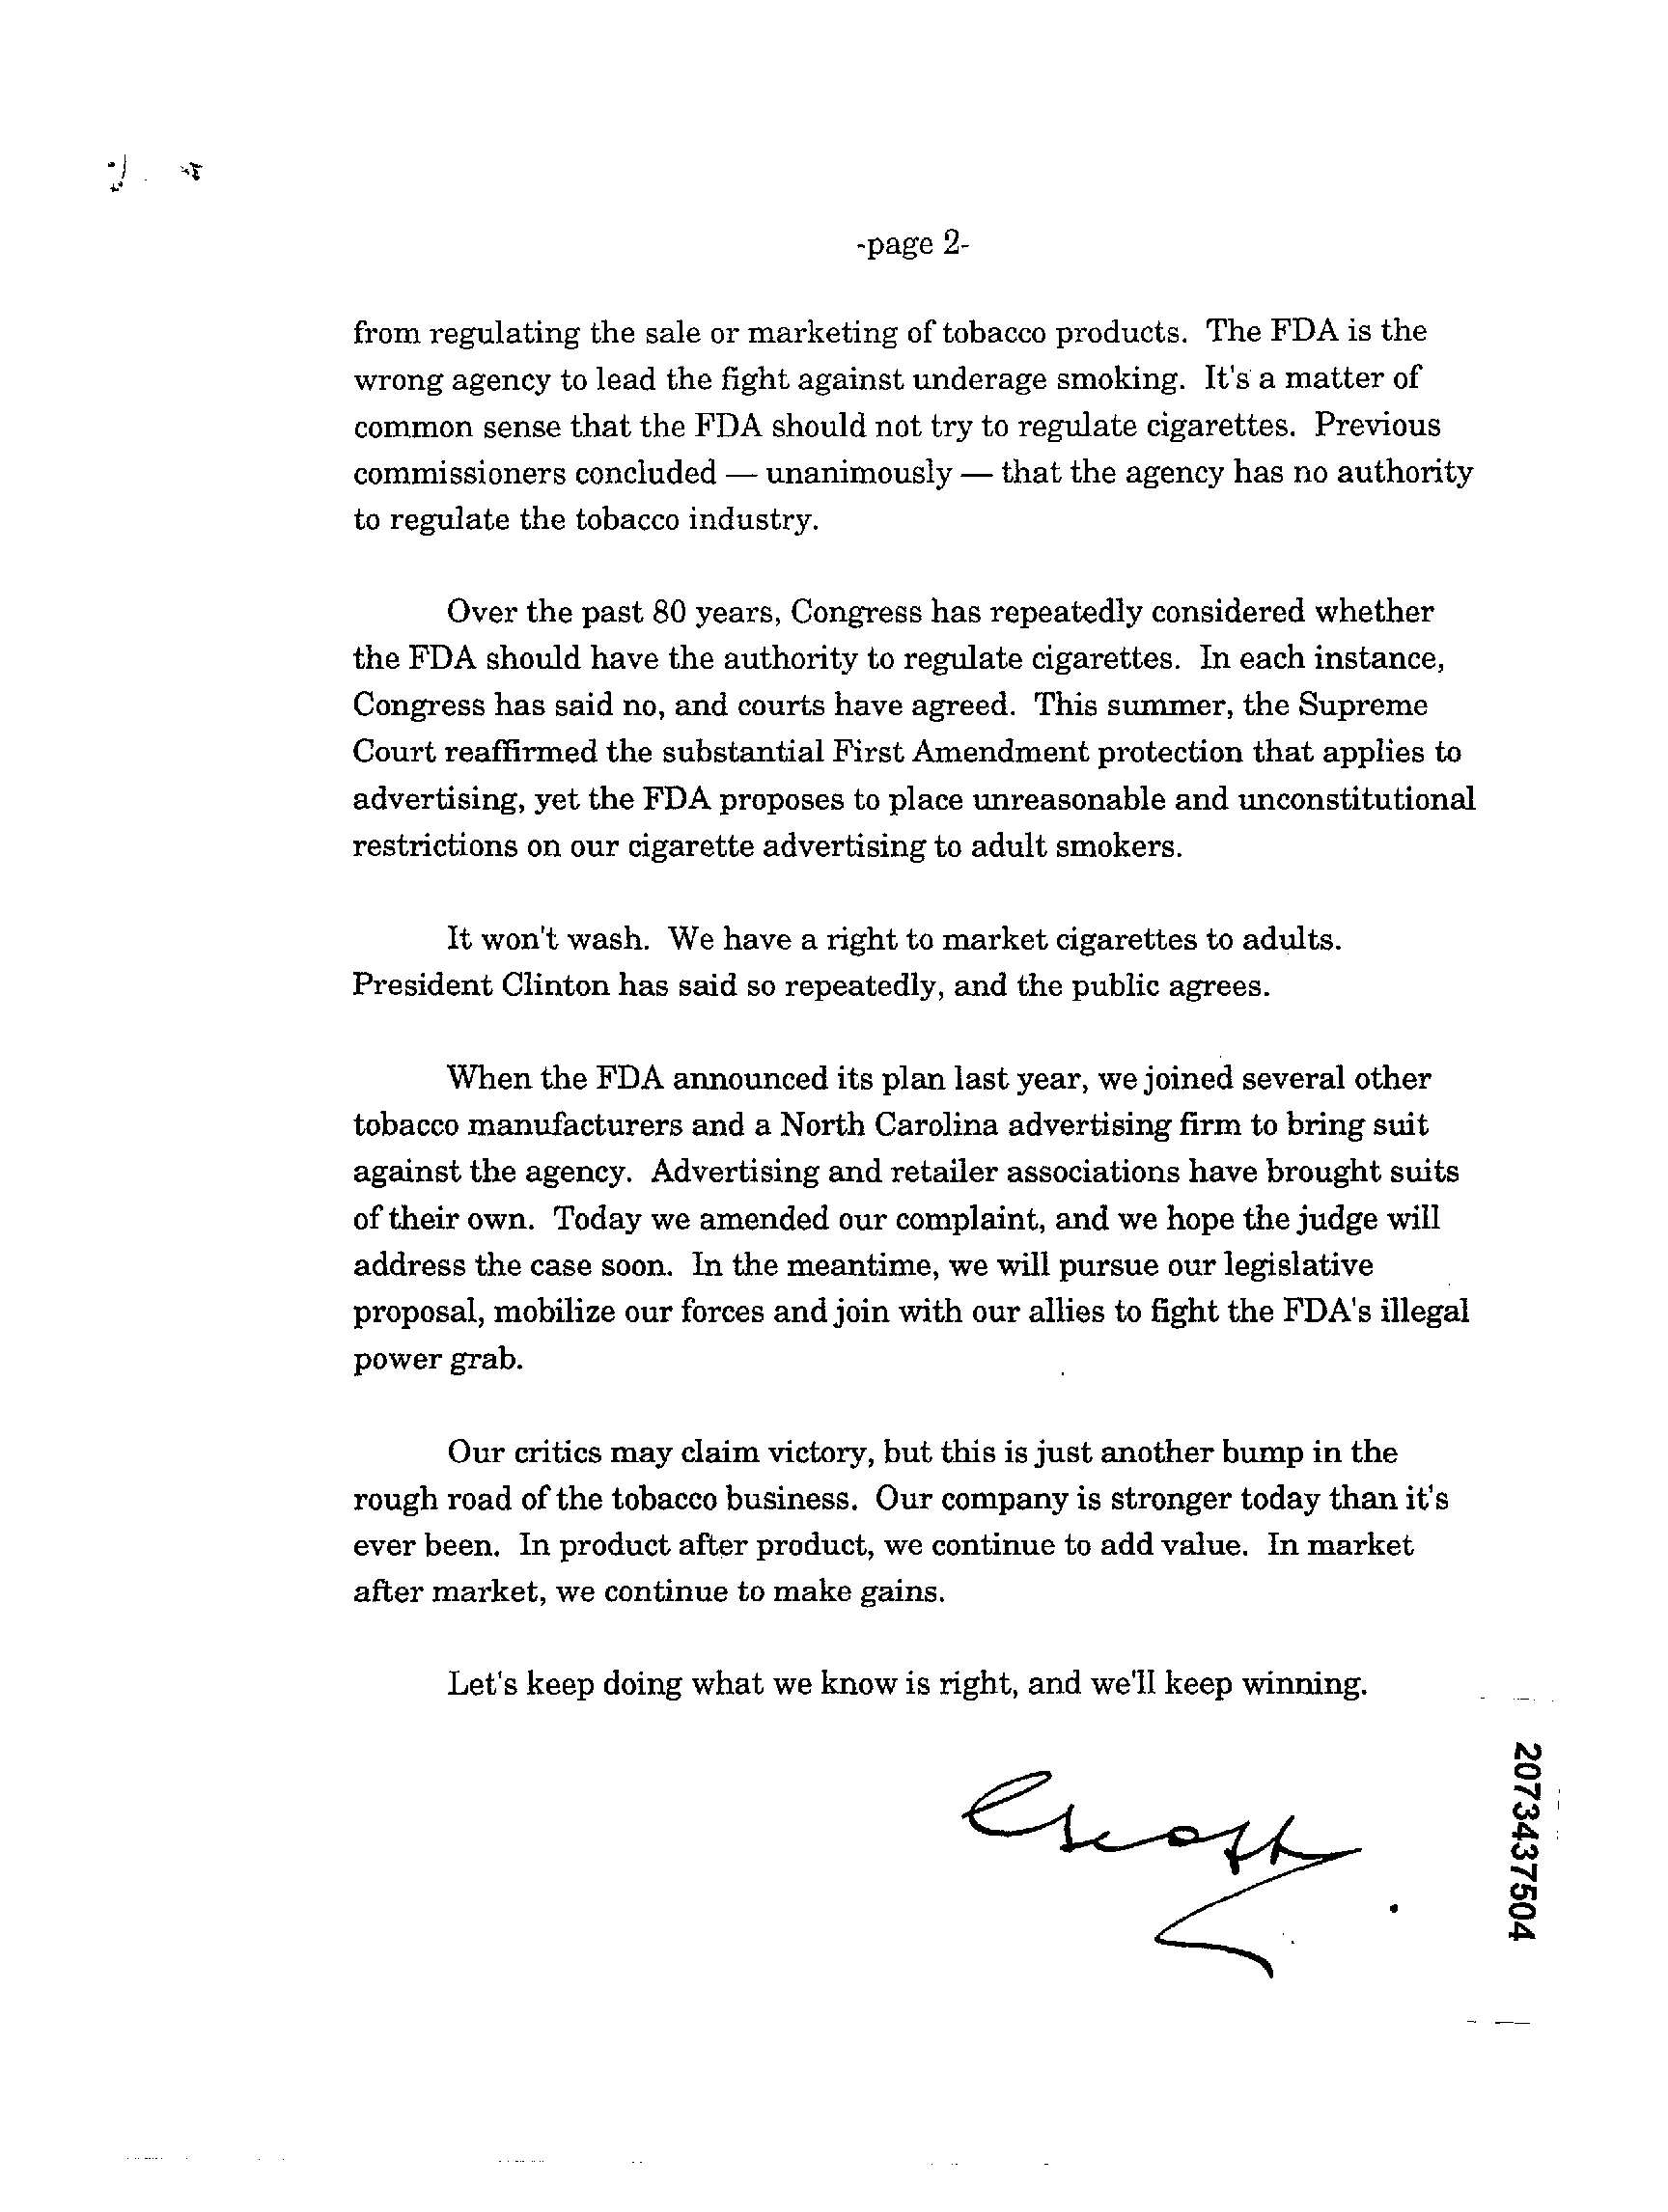 -page 2-
from regulating the sale or marketing of tobacco products. The FDA is the
wrong agency to lead the fight against underage smoking. It's a matter of
common sense that the FDA should not try to regulate cigarettes. Previous
commissioners concluded — unanimously — that the agency has no authority
to regulate the tobacco industry.
Over the past 80 years, Congress has repeatedly considered whether
the FDA should have the authority to regulate cigarettes. In each instance,
Congress has said no, and courts have agreed. This summer, the Supreme
Court reaffirmed the substantial First Amendment protection that applies to
advertising, yet the FDA proposes to place unreasonable and unconstitutional
restrictions on our cigarette advertising to adult smokers.
It won't wash. We have a right to market cigarettes to adults.
President Clinton has said so repeatedly, and the public agrees.
When the FDA announced its plan last year, we joined several other
tobacco manufacturers and a North Carolina advertising firm to bring suit
against the agency. Advertising and retailer associations have brought suits
of their own. Today we amended our complaint, and we hope the judge will
address the case soon. In the meantime, we will pursue our legislative
proposal, mobilize our forces and join with our allies to fight the FDA's illegal
power grab.
Our critics may claim victory, but this is just another bump in the
rough road of the tobacco business. Our company is stronger today than it's
ever been. In product after product, we continue to add value. In market
after market, we continue to make gains.
Let's keep doing what we know is right, and we'll keep winning.
2073437504